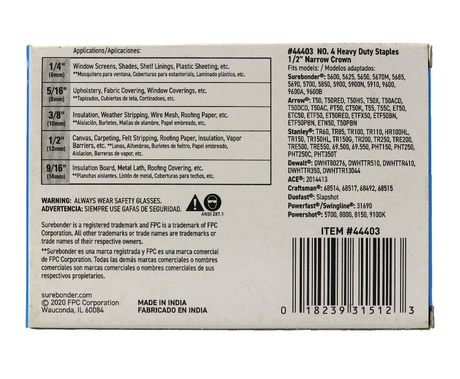 Applications/Aplicaciones:
1/4" (6mm) Window Screens, Shades, Shelf Linings, Plastic Sheeting, etc.
**Mosquitero para ventana, Coberturas para estanteriols, Laminado plástico, etc.
5/16" (8mm) Upholstery, Fabric Covering, Window Coverings, etc.
**Tapizados, Cubiertas de tela, Cortinadoes, etc.
3/8" (10mm) Insulation, Weather Stripping, Wire Mesh, Roofing Paper, etc.
**Aislación, Burletes, Mallas de alambre, Papel embreado, etc.
1/2" (12mm) Canvas, Carpeting, Felt Stripping, Roofing Paper, Insulation, Vapor
Barriers, etc. **Lonas, Alfombras, Burletes de hetro, Papel embreado,
Aislación, Barreras de vapor, etc.
9/16" (14mm) Insulation Board, Metal Lath, Roofing Covering, etc.
**Planchas aislantes, Listón de metal, Coberturas para techos, etc.
WARNING: ALWAYS WEAR SAFETY GLASSES.
ADVERTENCIA: SIEMPRE USE GAFAS DE SEGURIDAD.
ANSI Z87.1
Surebonder is a registered trademark and FPC is a trademark of FPC
Corporation. All other trademarks or trade names are trademarks or
trade names of their respective owners.
**Surebonder es una marca registrada y FPC es una marca comercial
de FPC Corporation. Todas las demás marcas comerciales o nombres
comerciales son marcas comerciales o nombres comerciales de sus
respectivos propietarios.
surebonder.com
© 2020 FPC Corporation
Wauconda, IL 60084
MADE IN INDIA
FABRICADO EN INDIA
#44403 NO. 4 Heavy Duty Staples
1/2" Narrow Crown
Fits models: / Modelos adaptados:
Surebonder®: 5600, 5625, 5650, 5670M, 5685,
5690, 5700, 5850, 5900, 5900N, 5910, 9600,
9600A, 9600B
Arrow®: T50, T50RED, T50HS, T50X, T50ACD,
T50DCD, T50AC, PT50, CT50K, T55, T55C, ET50,
ETC50, ETF50, ET50RED, ETFX50, ETF50BN,
ETF50PBN, ETN50, T50PBN
Stanley®: TR60, TR85, TR100, TR110, HR100HL,
TR150, TR150HL, TR150R, TR200, TR225, TR250,
TRE500, TRE550, 69.500, 69.550, PHT150, PHT250,
PHT250C, PHT350T
Dewalt®: DWHT80276, DWHTTR510, DWHTTRA10,
DWHTTR350, DWHTTR13044
ACE®: 2014413
Craftsman®: 68514, 68517, 68492, 68515
Duofast®: Slapshot
Powerfast®/Swingline®: 31690
Powershot®: 5700, 8000, 8150, 9100K
ITEM #44403
0 18239 31512 3